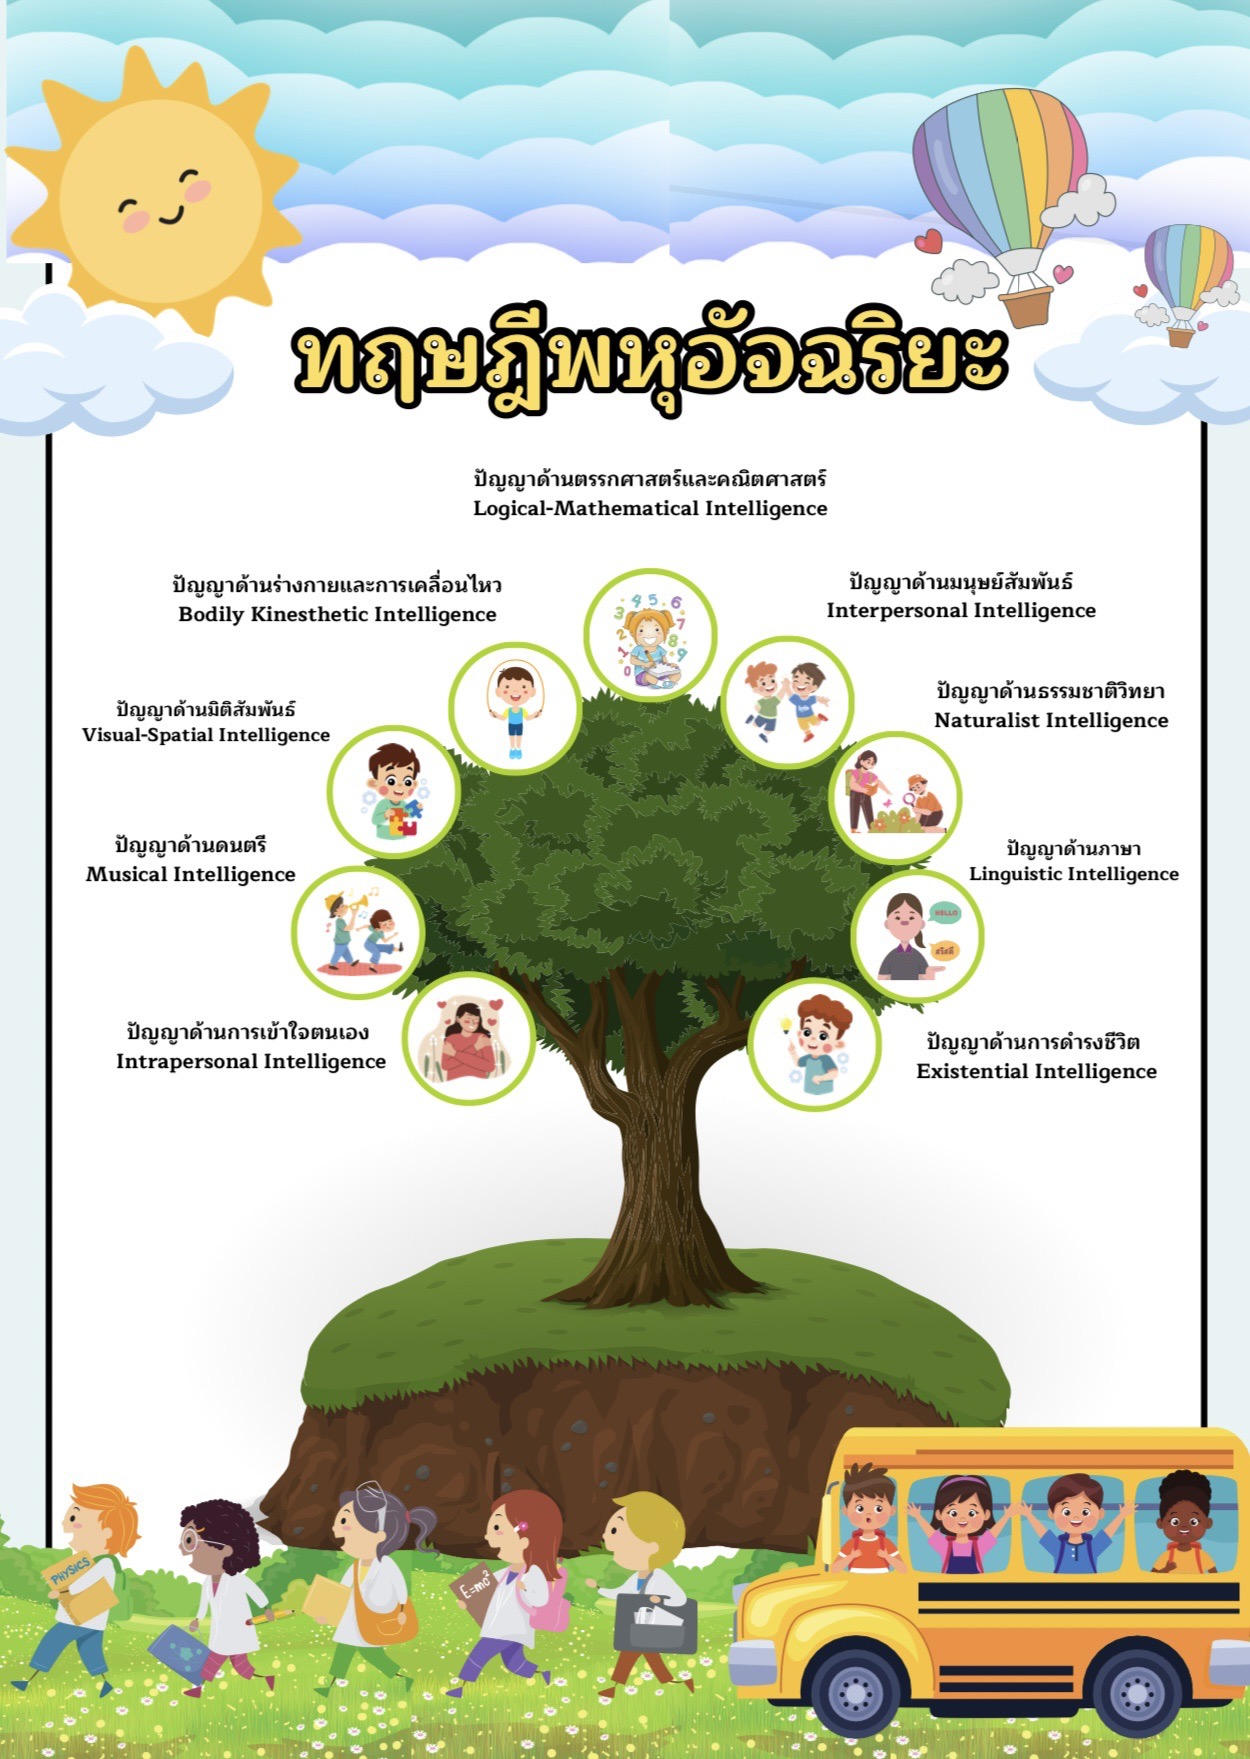 ทฤษฎีพหุอัจฉริยะ
ปัญญาด้านตรรกศาสตร์และคณิตศาสตร์
Logical-Mathematical Intelligence
ปัญญาด้านร่างกายและการเคลื่อนไหว
Bodily Kinesthetic Intelligence
ปัญญาด้านมนุษย์สัมพันธ์
Interpersonal Intelligence
ปัญญาด้านมิติสัมพันธ์
Visual-Spatial Intelligence
ปัญญาด้านธรรมชาติวิทยา
Naturalist Intelligence
ปัญญาด้านดนตรี
Musical Intelligence
ปัญญาด้านภาษา
Linguistic Intelligence
ปัญญาด้านการเข้าใจตนเอง
Intrapersonal Intelligence
ปัญญาด้านการดำรงชีวิต
Existential Intelligence
0 1 2 3 4 5 6 7 8 9
HELLO
สวัสดี
PHYSICS
E=mc²